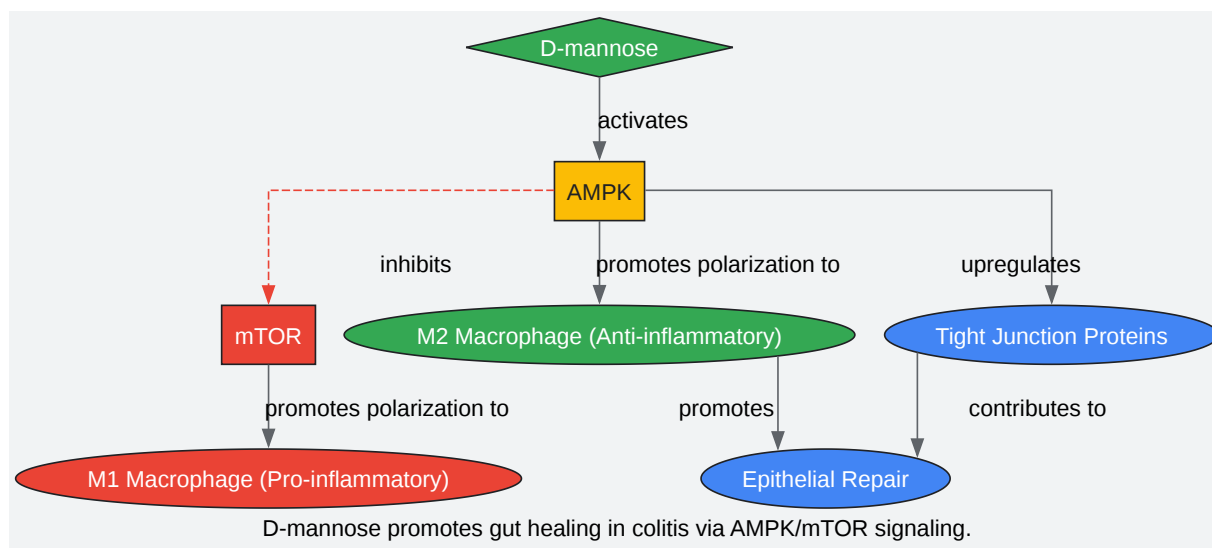 D-mannose
activates
AMPK
inhibits
promotes polarization to
upregulates
mTOR
M2 Macrophage (Anti-inflammatory)
Tight Junction Proteins
promotes polarization to
promotes
contributes to
M1 Macrophage (Pro-inflammatory)
Epithelial Repair
D-mannose promotes gut healing in colitis via AMPK/mTOR signaling.